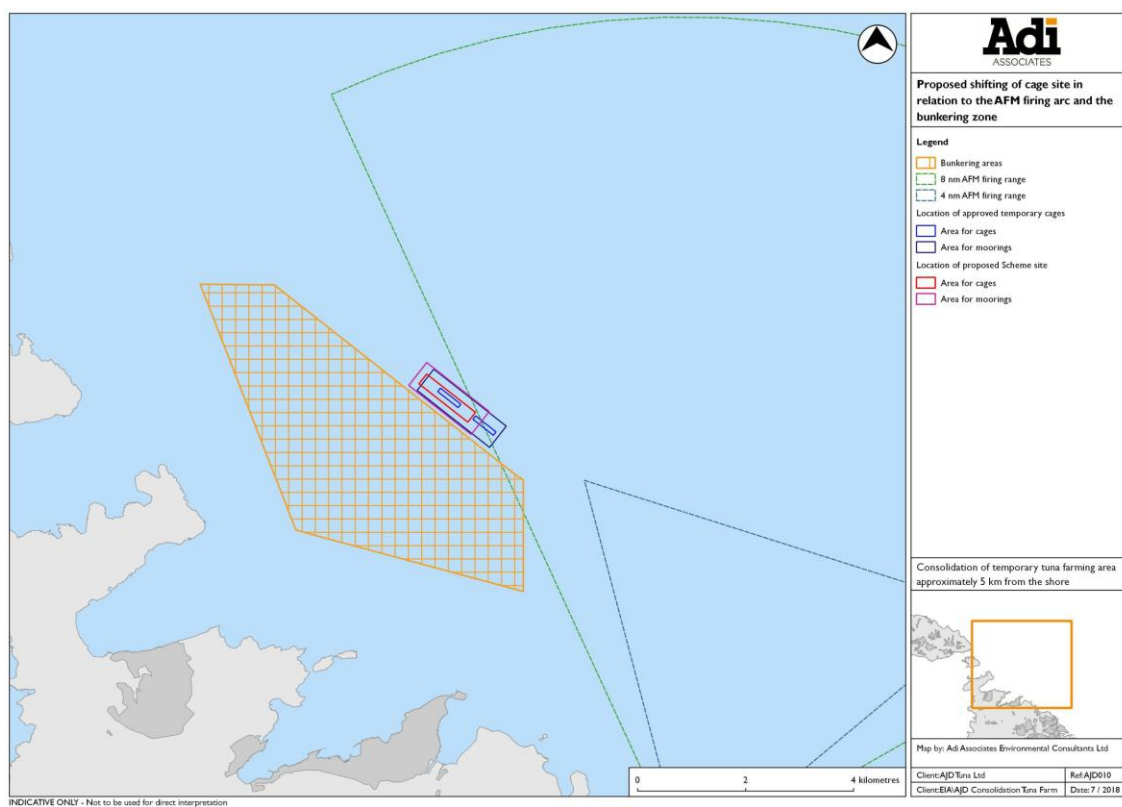 Adi
ASSOCIATES
Proposed shifting of cage site in
relation to the AFM firing arc and the
bunkering zone
Legend
Bunkering areas
8 nm AFM firing range
4 nm AFM firing range
Location of approved temporary cages
Area for cages
Area for moorings
Location of proposed Scheme site
Area for cages
Area for moorings
Consolidation of temporary tuna farming area
approximately 5 km from the shore
Map by: Adi Associates Environmental Consultants Ltd
Client:AJD Tuna Ltd
Ref:AJD010
Client:EIA\AJD Consolidation Tuna Farm
Date: 7 / 2018
0 2 4 kilometres
INDICATIVE ONLY - Not to be used for direct interpretation